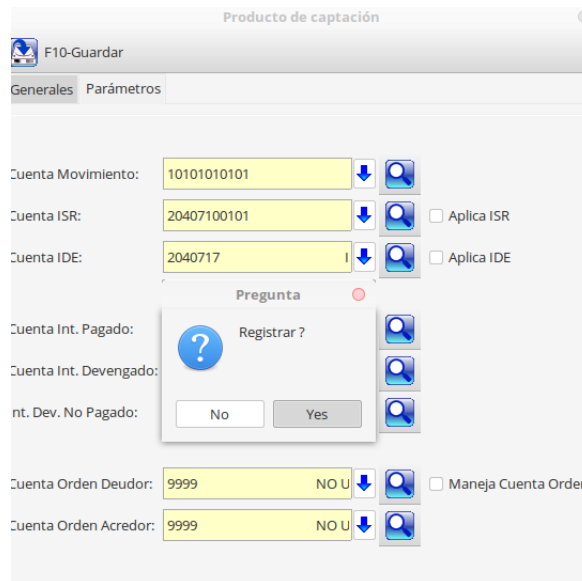 Producto de captación
F10-Guardar
Generales Parámetros
Cuenta Movimiento: 10101010101
Cuenta ISR: 20407100101 Aplica ISR
Cuenta IDE: 2040717 I Aplica IDE
Pregunta
Cuenta Int. Pagado:
Registrar ?
Cuenta Int. Devengado:
nt. Dev. No Pagado:
No Yes
Cuenta Orden Deudor: 9999 NO U Maneja Cuenta Orden
Cuenta Orden Acredor: 9999 NO U